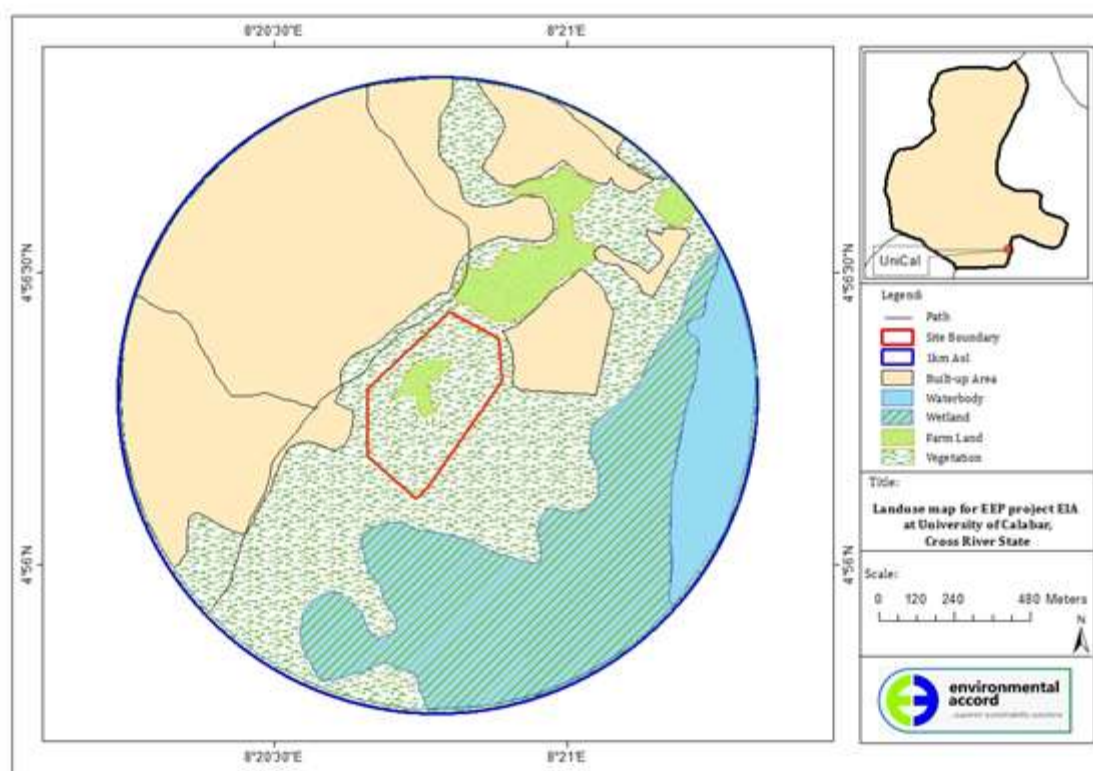 8°20'30"E
8°21'E
4°56'30"N
4°56'30"N
4°56'N
4°56'N
8°20'30"E
8°21'E
UniCal
Legend
Path
Site Boundary
1km AoI
Built-up Area
Waterbody
Wetland
Farm Land
Vegetation
Title:
Landuse map for EEP project EIA
at University of Calabar,
Cross River State
Scale:
0 120 240 480 Meters
N
environmental
accord